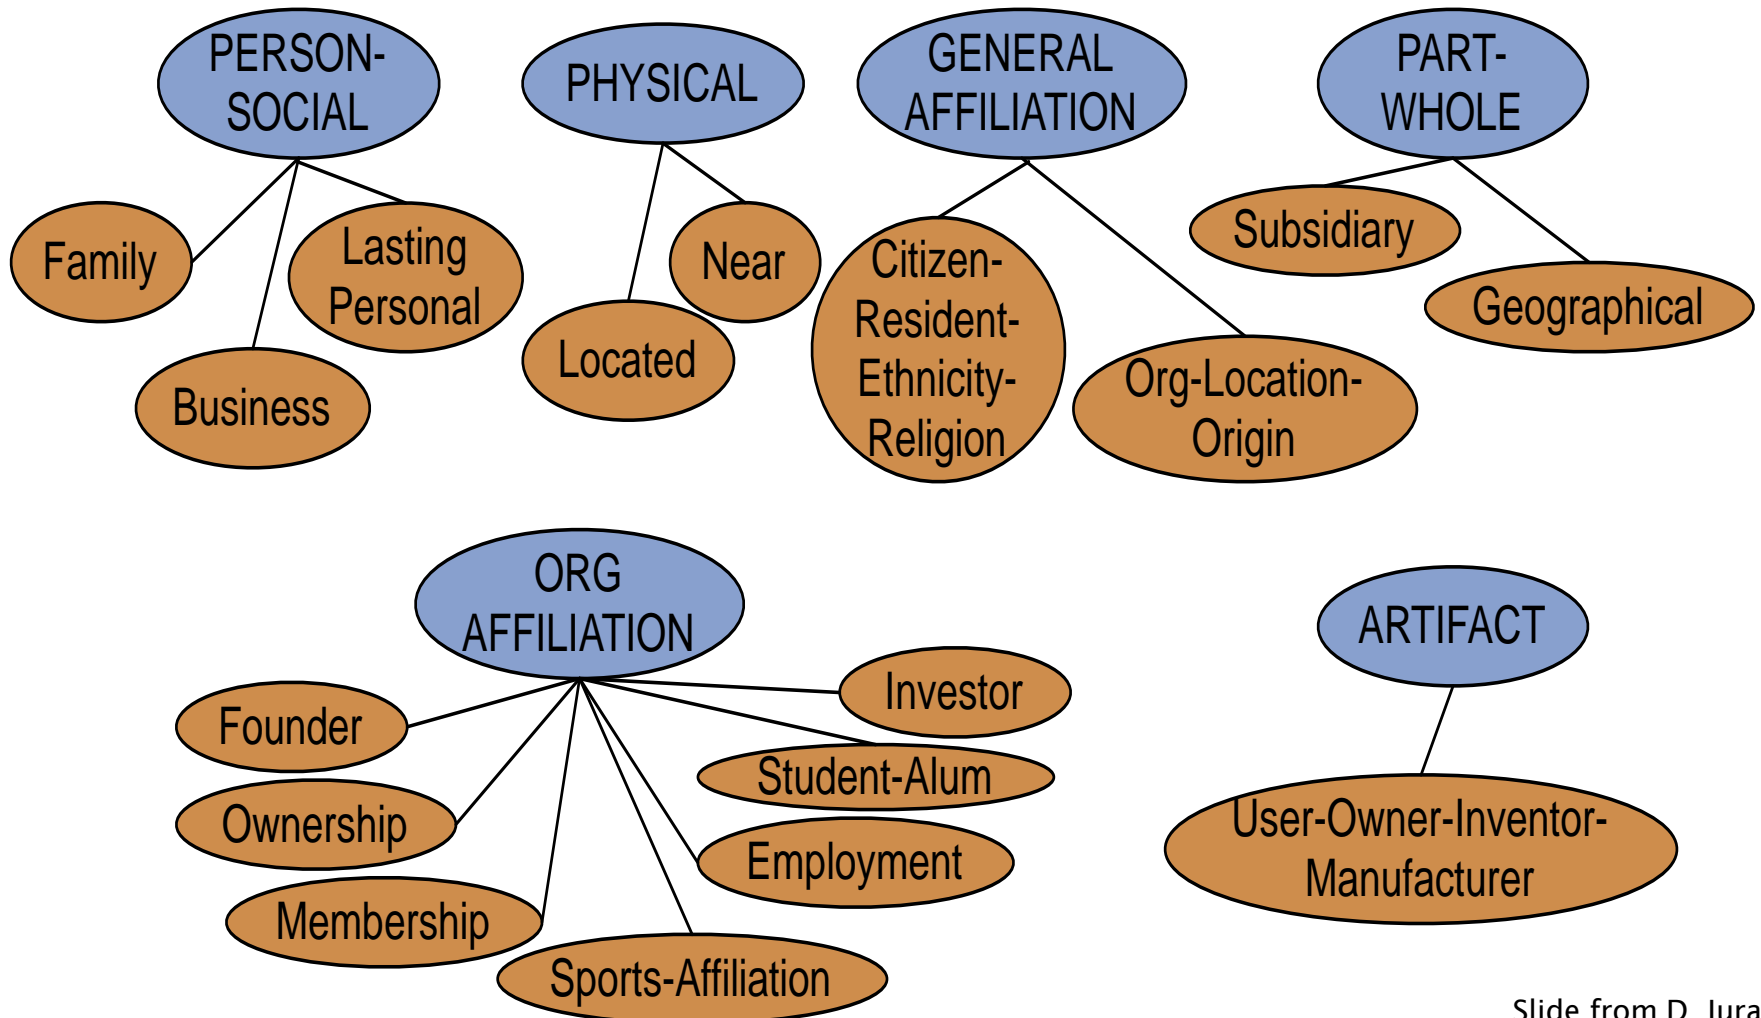 PERSON-
SOCIAL
PHYSICAL
GENERAL
AFFILIATION
PART-
WHOLE
Family
Lasting
Personal
Business
Near
Located
Citizen-
Resident-
Ethnicity-
Religion
Org-Location-
Origin
Subsidiary
Geographical
ORG
AFFILIATION
ARTIFACT
Founder
Investor
Ownership
Student-Alum
Membership
Employment
Sports-Affiliation
User-Owner-Inventor-
Manufacturer
Slide from D. Jura